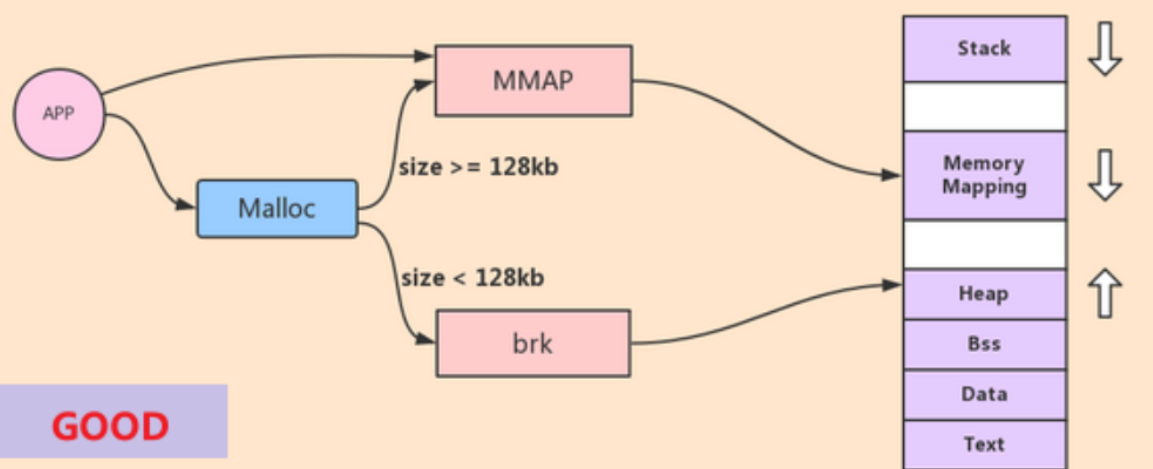 APP
MMAP
size >= 128kb
Malloc
size < 128kb
brk
GOOD
Stack
Memory
Mapping
Heap
Bss
Data
Text